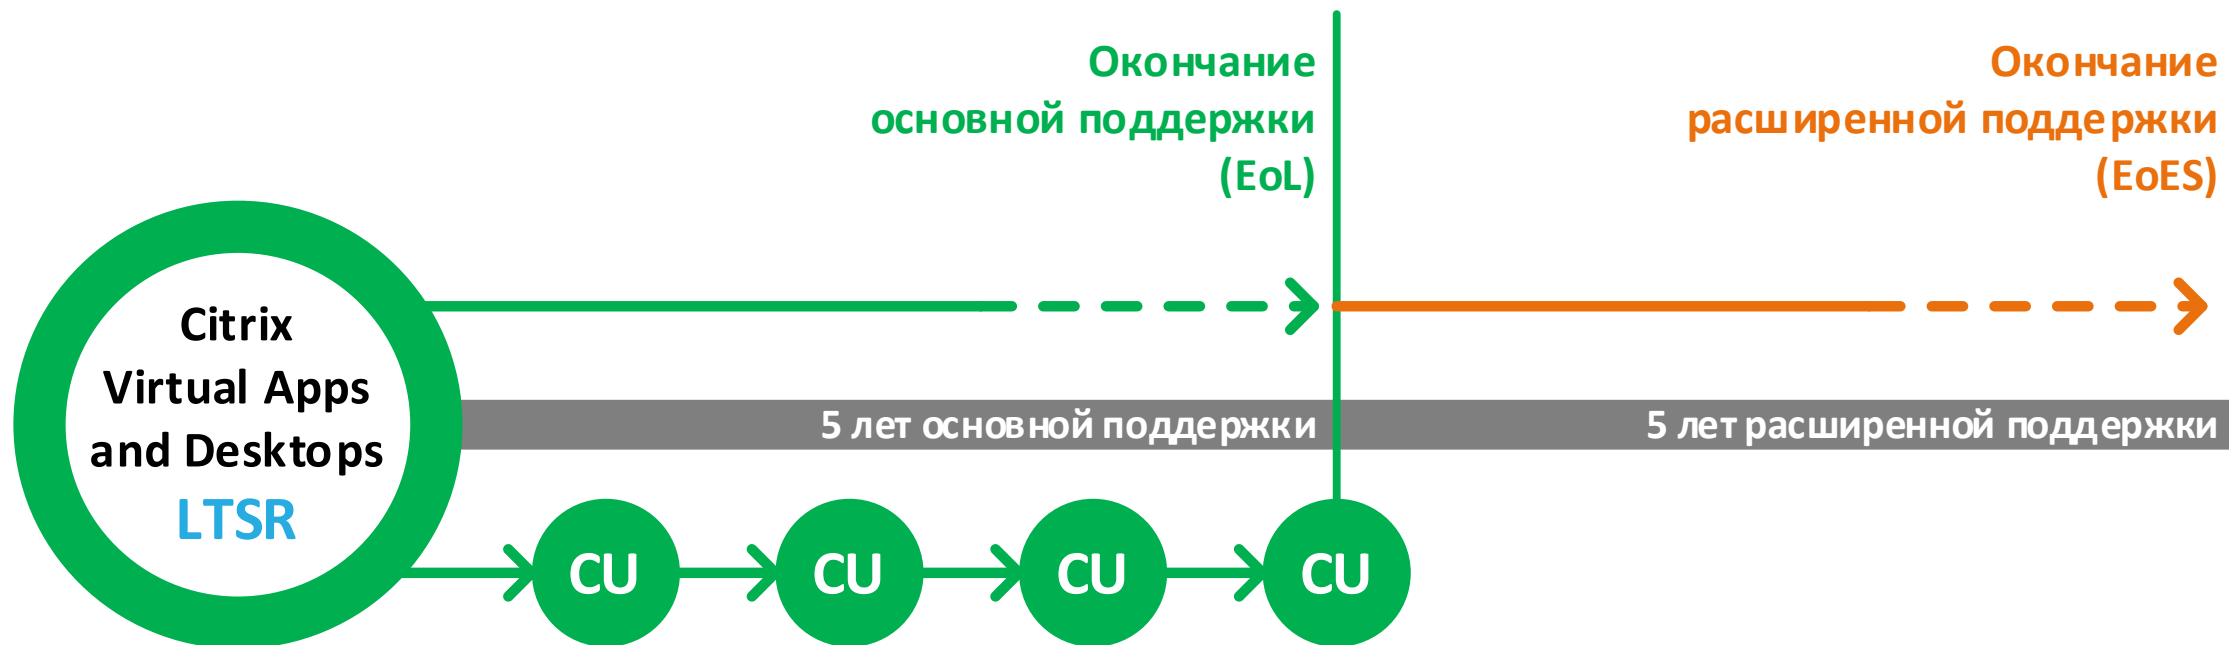 Окончание
основной поддержки
(EoL)
Окончание
расширенной поддержки
(EoES)
Citrix
Virtual Apps
and Desktops
LTSR
5 лет основной поддержки
5 лет расширенной поддержки
CU
CU
CU
CU